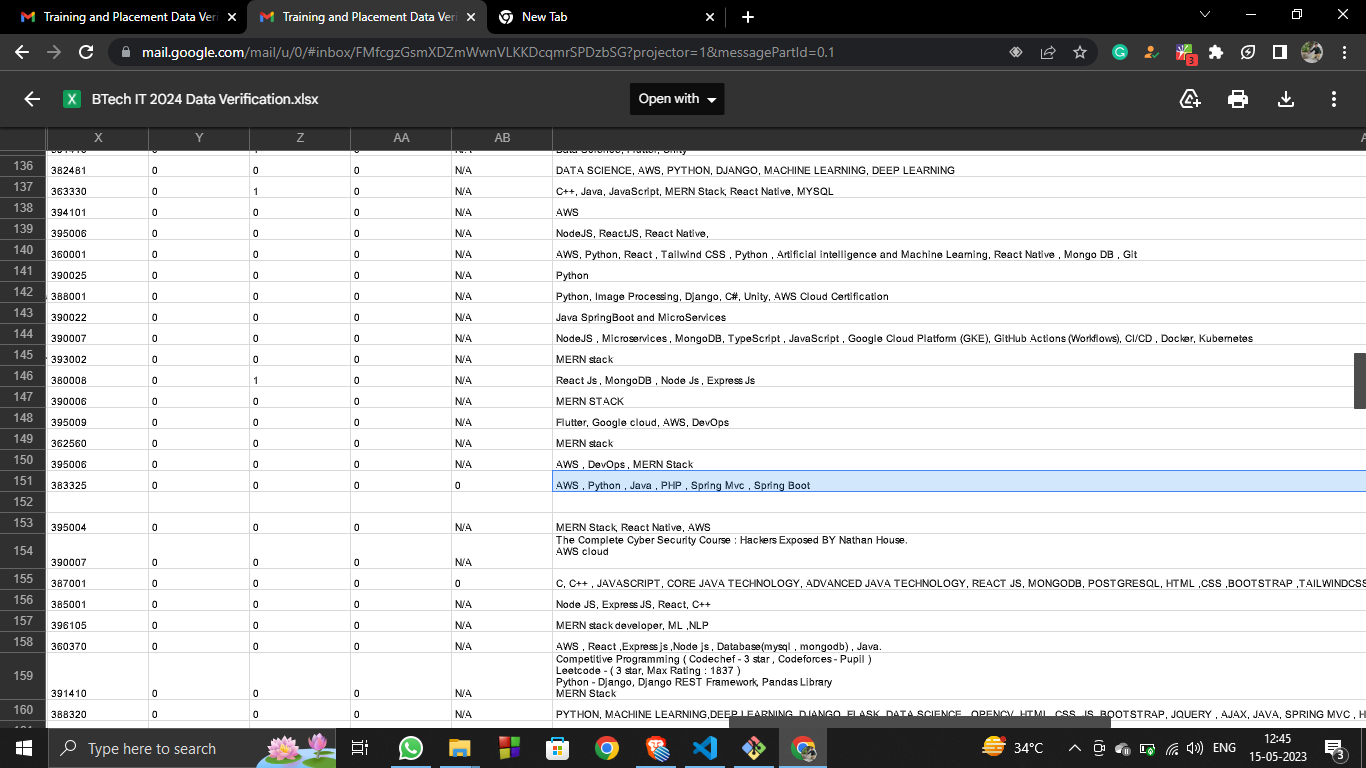 Training and Placement Data Veri
Training and Placement Data Veri
New Tab
mail.google.com/mail/u/0/#inbox/FMfcgzGsmXDZmWwnVLKKDcqmrSPDzbSG?projector=1&messagePartId=0.1
3
BTech IT 2024 Data Verification.xlsx
Open with
X Y Z AA AB
136 382481 0 0 0 N/A DATA SCIENCE, AWS, PYTHON, DJANGO, MACHINE LEARNING, DEEP LEARNING
137 363330 0 1 0 N/A C++, Java, JavaScript, MERN Stack, React Native, MYSQL
138 394101 0 0 0 N/A AWS
139 395006 0 0 0 N/A NodeJS, ReactJS, React Native,
140 360001 0 0 0 N/A AWS, Python, React , Tailwind CSS , Python , Artificial Intelligence and Machine Learning, React Native , Mongo DB , Git
141 390025 0 0 0 N/A Python
142 388001 0 0 0 N/A Python, Image Processing, Django, C#, Unity, AWS Cloud Certification
143 390022 0 0 0 N/A Java SpringBoot and MicroServices
144 390007 0 0 0 N/A NodeJS , Microservices , MongoDB, TypeScript , JavaScript , Google Cloud Platform (GKE), GitHub Actions (Workflows), CI/CD , Docker, Kubernetes
145 393002 0 0 0 N/A MERN stack
146 380008 0 1 0 N/A React Js , MongoDB , Node Js , Express Js
147 390006 0 0 0 N/A MERN STACK
148 395009 0 0 0 N/A Flutter, Google cloud, AWS, DevOps
149 362560 0 0 0 N/A MERN stack
150 395006 0 0 0 N/A AWS , DevOps , MERN Stack
151 383325 0 0 0 0 AWS , Python , Java , PHP , Spring Mvc , Spring Boot
152
153 395004 0 0 0 N/A MERN Stack, React Native, AWS
The Complete Cyber Security Course : Hackers Exposed BY Nathan House.
AWS cloud
154 390007 0 0 0 N/A
155 387001 0 0 0 0 C, C++ , JAVASCRIPT, CORE JAVA TECHNOLOGY, ADVANCED JAVA TECHNOLOGY, REACT JS, MONGODB, POSTGRESQL, HTML ,CSS ,BOOTSTRAP ,TAILWINDCSS
156 385001 0 0 0 N/A Node JS, Express JS, React, C++
157 396105 0 0 0 N/A MERN stack developer, ML ,NLP
158 360370 0 0 0 N/A AWS , React ,Express js ,Node js , Database(mysql , mongodb) , Java.
Competitive Programming ( Codechef - 3 star , Codeforces - Pupil )
Leetcode - ( 3 star, Max Rating : 1837 )
Python - Django, Django REST Framework, Pandas Library
159 391410 0 0 0 N/A MERN Stack
160 388320 0 0 0 N/A PYTHON, MACHINE LEARNING,DEEP LEARNING, DJANGO, FLASK, DATA SCIENCE , OPENCV, HTML, CSS, JS, BOOTSTRAP, JQUERY , AJAX, JAVA, SPRING MVC , H
Type here to search
34°C
ENG
12:45
15-05-2023
3